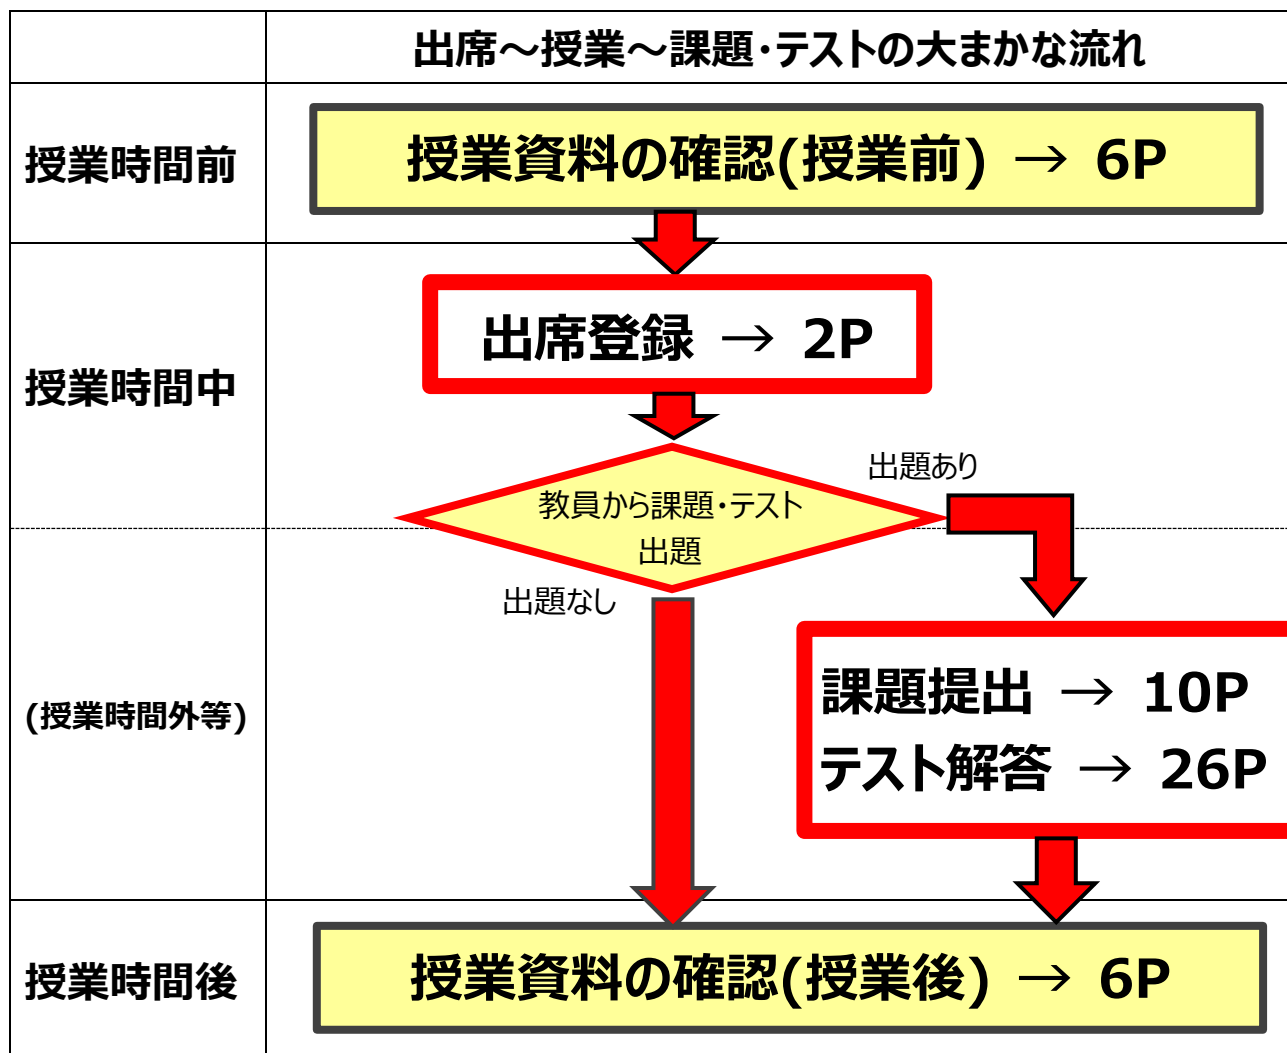 出席～授業～課題・テストの大まかな流れ
授業時間前
授業資料の確認(授業前) → 6P
授業時間中
出席登録 → 2P
出題あり
教員から課題・テスト
出題
出題なし
(授業時間外等)
課題提出 → 10P
テスト解答 → 26P
授業時間後
授業資料の確認(授業後) → 6P